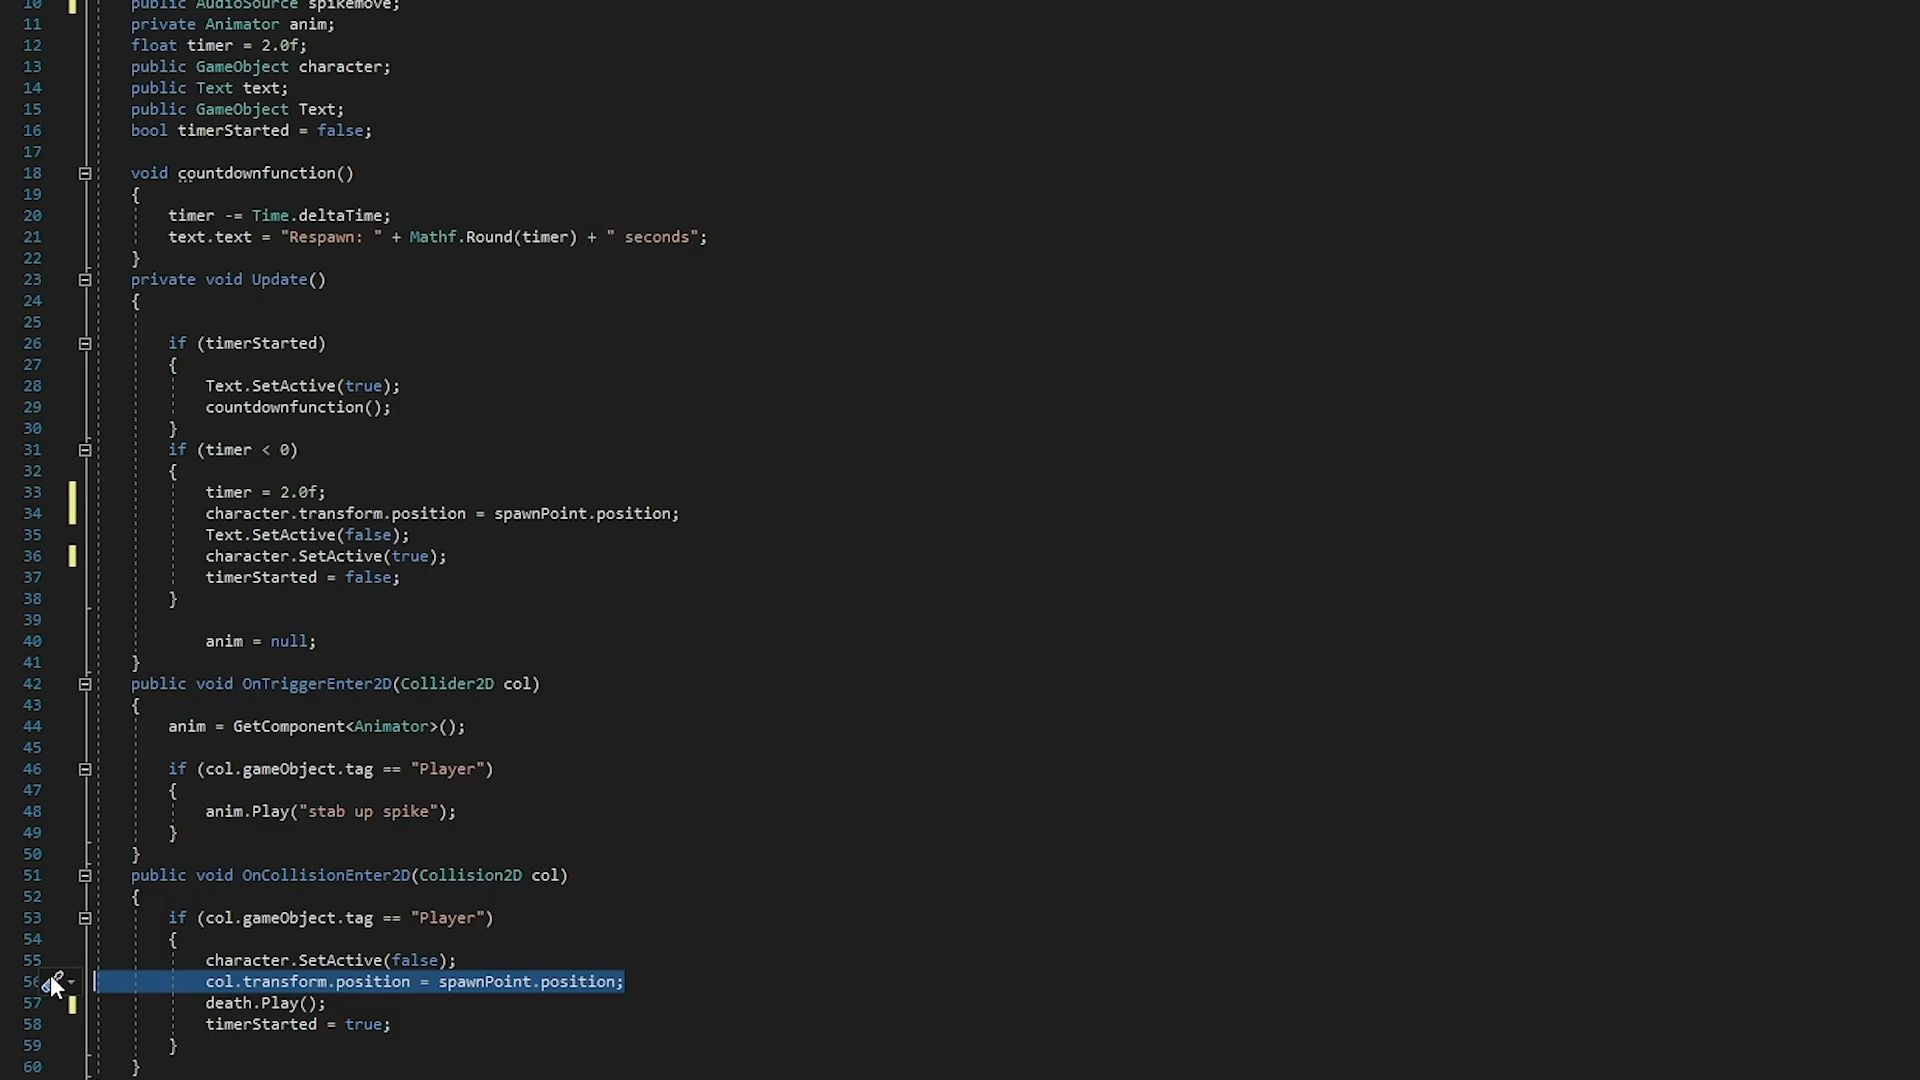 10 public AudioSource spikemove;
11 private Animator anim;
12 float timer = 2.0f;
13 public GameObject character;
14 public Text text;
15 public GameObject Text;
16 bool timerStarted = false;
17
18 void countdownfunction()
19 {
20 timer -= Time.deltaTime;
21 text.text = "Respawn: " + Mathf.Round(timer) + " seconds";
22 }
23 private void Update()
24 {
25
26 if (timerStarted)
27 {
28 Text.SetActive(true);
29 countdownfunction();
30 }
31 if (timer < 0)
32 {
33 timer = 2.0f;
34 character.transform.position = spawnPoint.position;
35 Text.SetActive(false);
36 character.SetActive(true);
37 timerStarted = false;
38 }
39
40 anim = null;
41 }
42 public void OnTriggerEnter2D(Collider2D col)
43 {
44 anim = GetComponent<Animator>();
45
46 if (col.gameObject.tag == "Player")
47 {
48 anim.Play("stab up spike");
49 }
50 }
51 public void OnCollisionEnter2D(Collision2D col)
52 {
53 if (col.gameObject.tag == "Player")
54 {
55 character.SetActive(false);
56 col.transform.position = spawnPoint.position;
57 death.Play();
58 timerStarted = true;
59 }
60 }